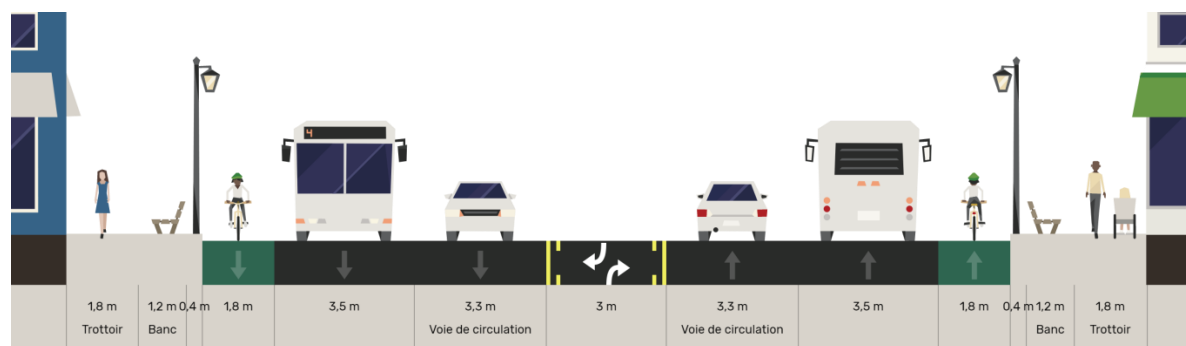 4
1,8 m 1,2 m 0,4 m 1,8 m 3,5 m 3,3 m 3 m 3,3 m 3,5 m 1,8 m 0,4 m 1,2 m 1,8 m
Trottoir Banc Voie de circulation Voie de circulation Banc Trottoir